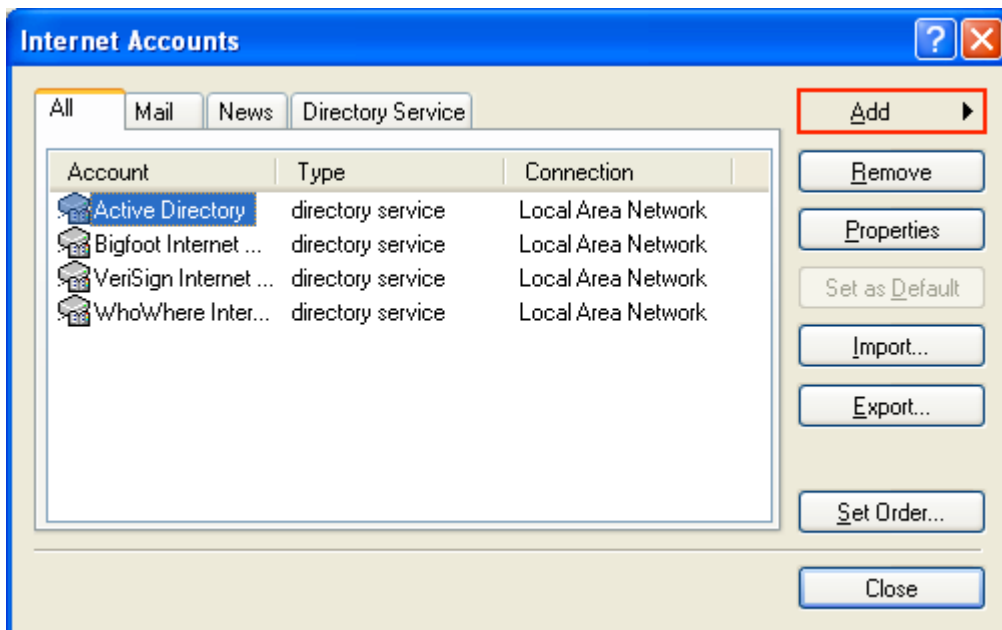 Internet Accounts
All Mail News Directory Service
Add
Account Type Connection
Remove
Active Directory directory service Local Area Network
Properties
Bigfoot Internet ... directory service Local Area Network
VeriSign Internet ... directory service Local Area Network
Set as Default
WhoWhere Inter... directory service Local Area Network
Import...
Export...
Set Order...
Close